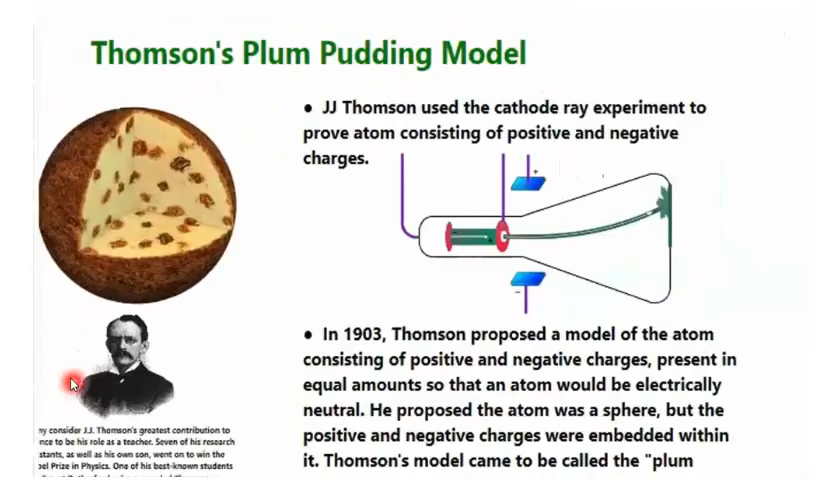 Thomson's Plum Pudding Model
● JJ Thomson used the cathode ray experiment to
prove atom consisting of positive and negative
charges.
+
-
● In 1903, Thomson proposed a model of the atom
consisting of positive and negative charges, present in
equal amounts so that an atom would be electrically
neutral. He proposed the atom was a sphere, but the
positive and negative charges were embedded within
it. Thomson's model came to be called the "plum
consider J.J. Thomson's greatest contribution to
to be his role as a teacher. Seven of his research
as well as his own son, went on to win the
Prize in Physics. One of his best-known students